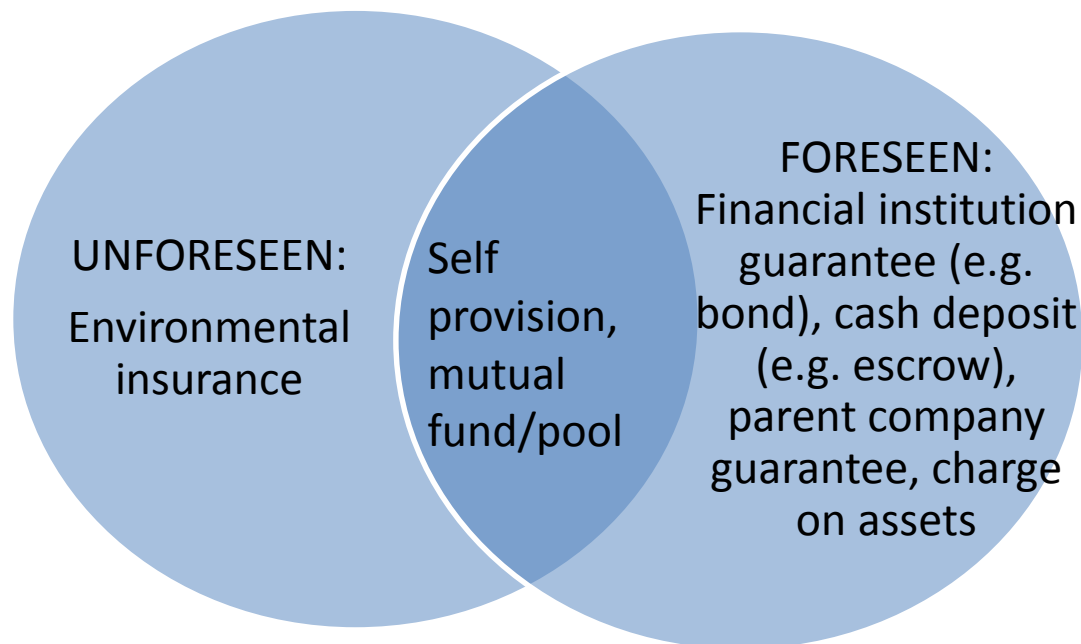 UNFORESEEN:
Environmental
insurance
Self
provision,
mutual
fund/pool
FORESEEN:
Financial institution
guarantee (e.g.
bond), cash deposit
(e.g. escrow),
parent company
guarantee, charge
on assets